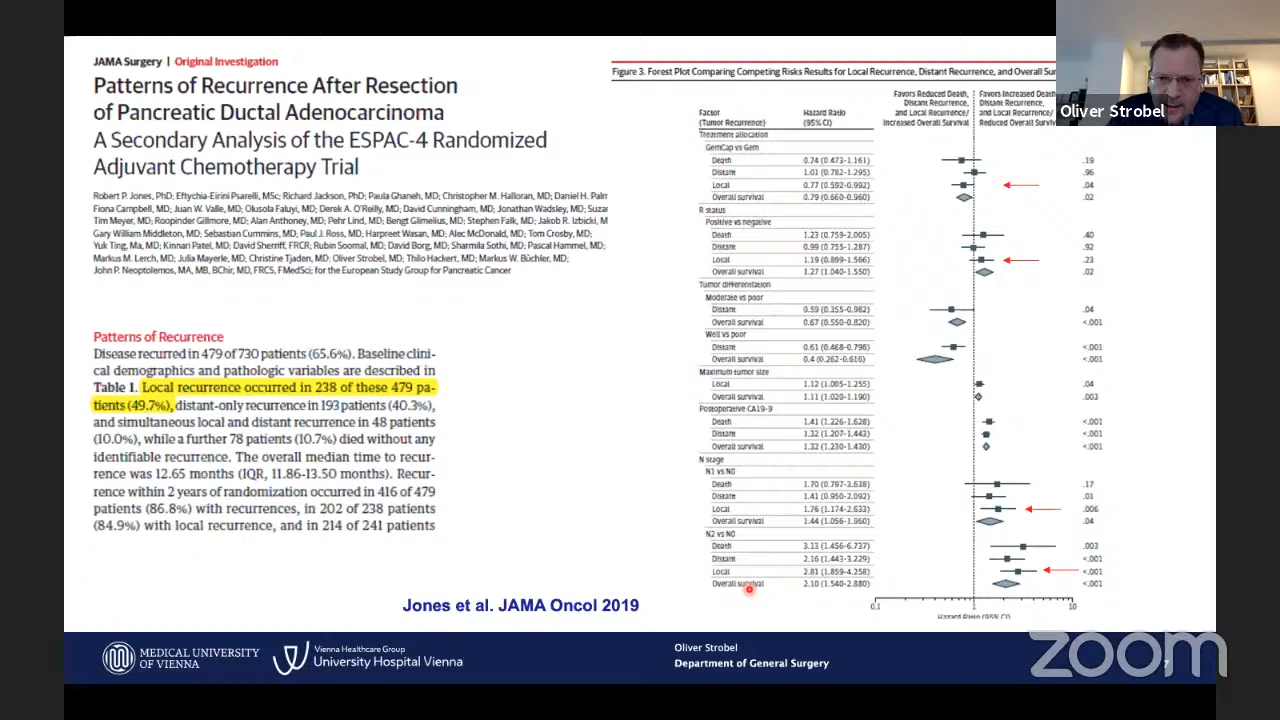 JAMA Surgery | Original Investigation
Patterns of Recurrence After Resection
of Pancreatic Ductal Adenocarcinoma
A Secondary Analysis of the ESPAC-4 Randomized
Adjuvant Chemotherapy Trial
Robert P. Jones, PhD; Eftychia-Eirini Psarelli, MSc; Richard Jackson, PhD; Paula Ghaneh, MD; Christopher M. Halloran, MD; Daniel H. Palm
Fiona Campbell, MD; Juan W. Valle, MD; Olusola Faluyi, MD; Derek A. O'Reilly, MD; David Cunningham, MD; Jonathan Wadsley, MD; Suzar
Tim Meyer, MD; Roopinder Gillmore, MD; Alan Anthoney, MD; Pehr Lind, MD; Bengt Glimelius, MD; Stephen Falk, MD; Jakob R. Izbicki, M
Gary William Middleton, MD; Sebastian Cummins, MD; Paul J. Ross, MD; Harpreet Wasan, MD; Alec McDonald, MD; Tom Crosby, MD;
Yuk Ting, Ma, MD; Kinnari Patel, MD; David Sherriff, FRCR; Rubin Soomal, MD; David Borg, MD; Sharmila Sothi, MD; Pascal Hammel, MD;
Markus M. Lerch, MD; Julia Mayerle, MD; Christine Tjaden, MD; Oliver Strobel, MD; Thilo Hackert, MD; Markus W. Büchler, MD;
John P. Neoptolemos, MA, MB, BChir, MD, FRCS, FMedSci; for the European Study Group for Pancreatic Cancer
Patterns of Recurrence
Disease recurred in 479 of 730 patients (65.6%). Baseline clini-
cal demographics and pathologic variables are described in
Table 1. Local recurrence occurred in 238 of these 479 pa-
tients (49.7%), distant-only recurrence in 193 patients (40.3%),
and simultaneous local and distant recurrence in 48 patients
(10.0%), while a further 78 patients (10.7%) died without any
identifiable recurrence. The overall median time to recur-
rence was 12.65 months (IQR, 11.86-13.50 months). Recur-
rence within 2 years of randomization occurred in 416 of 479
patients (86.8%) with recurrences, in 202 of 238 patients
(84.9%) with local recurrence, and in 214 of 241 patients
Figure 3. Forest Plot Comparing Competing Risks Results for Local Recurrence, Distant Recurrence, and Overall Sur
Favors Reduced Death, Favors Increased Death
Distant Recurrence, Distant Recurrence,
Factor Hazard Ratio and Local Recurrence/ and Local Recurrence/
(Tumor Recurrence) (95% CI) Increased Overall Survival Reduced Overall Surviv
Treatment allocation
GemCap vs Gem
Death 0.74 (0.473-1.161) .19
Distant 1.01 (0.782-1.295) .96
Local 0.77 (0.592-0.992) .04
Overall survival 0.79 (0.660-0.960) .02
R status
Positive vs negative
Death 1.23 (0.759-2.005) .40
Distant 0.99 (0.755-1.287) .92
Local 1.19 (0.899-1.566) .23
Overall survival 1.27 (1.040-1.550) .02
Tumor differentiation
Moderate vs poor
Distant 0.59 (0.355-0.982) .04
Overall survival 0.67 (0.550-0.820) <.001
Well vs poor
Distant 0.61 (0.468-0.798) <.001
Overall survival 0.4 (0.262-0.616) <.001
Maximum tumor size
Local 1.12 (1.005-1.255) .04
Overall survival 1.11 (1.020-1.190) .003
Postoperative CA19-9
Death 1.41 (1.226-1.628) <.001
Distant 1.32 (1.207-1.443) <.001
Overall survival 1.32 (1.230-1.430) <.001
N stage
N1 vs N0
Death 1.70 (0.797-3.638) .17
Distant 1.41 (0.950-2.092) .01
Local 1.76 (1.174-2.633) .006
Overall survival 1.44 (1.056-1.960) .04
N2 vs N0
Death 3.13 (1.456-6.737) .003
Distant 2.16 (1.443-3.229) <.001
Local 2.81 (1.859-4.258) <.001
Overall survival 2.10 (1.540-2.880) <.001
0.1 1 10
Hazard Ratio (95% CI)
Jones et al. JAMA Oncol 2019
MEDICAL UNIVERSITY
OF VIENNA
Vienna Healthcare Group
University Hospital Vienna
Oliver Strobel
Department of General Surgery
7
zoom
Oliver Strobel